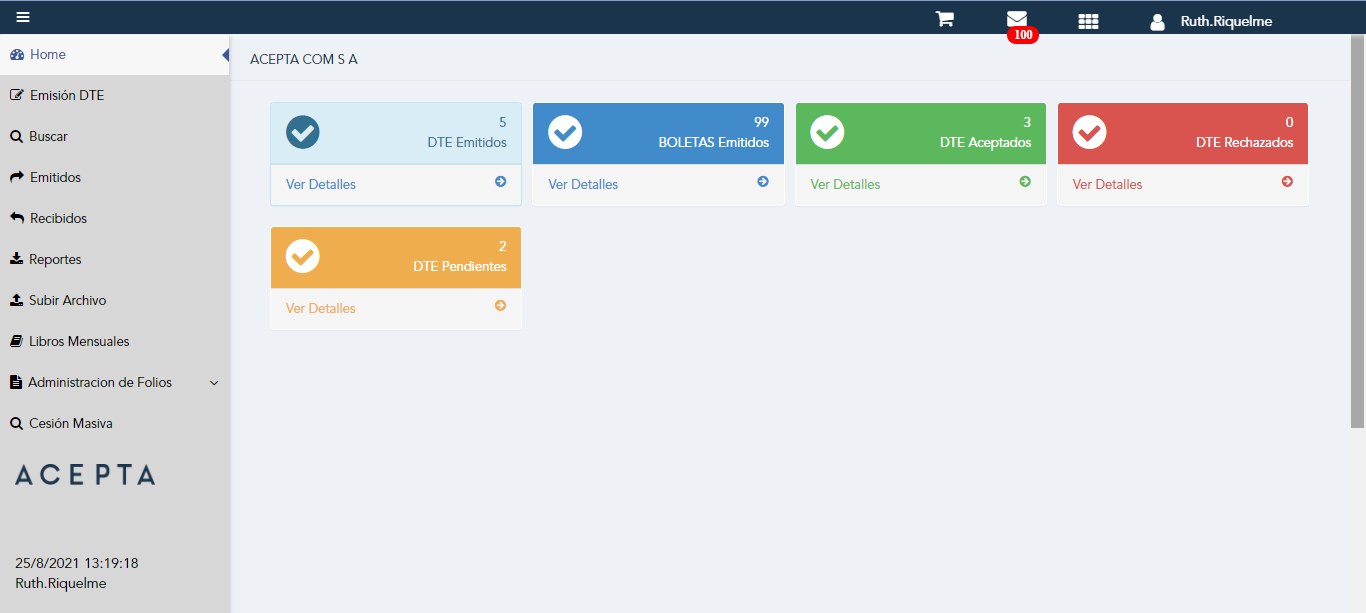 Ruth.Riquelme
100
Home
Emisión DTE
Buscar
Emitidos
Recibidos
Reportes
Subir Archivo
Libros Mensuales
Administracion de Folios
Cesión Masiva
ACEPTA
25/8/2021 13:19:18
Ruth.Riquelme
ACEPTA COM S A
5
DTE Emitidos
Ver Detalles
99
BOLETAS Emitidos
Ver Detalles
3
DTE Aceptados
Ver Detalles
0
DTE Rechazados
Ver Detalles
2
DTE Pendientes
Ver Detalles